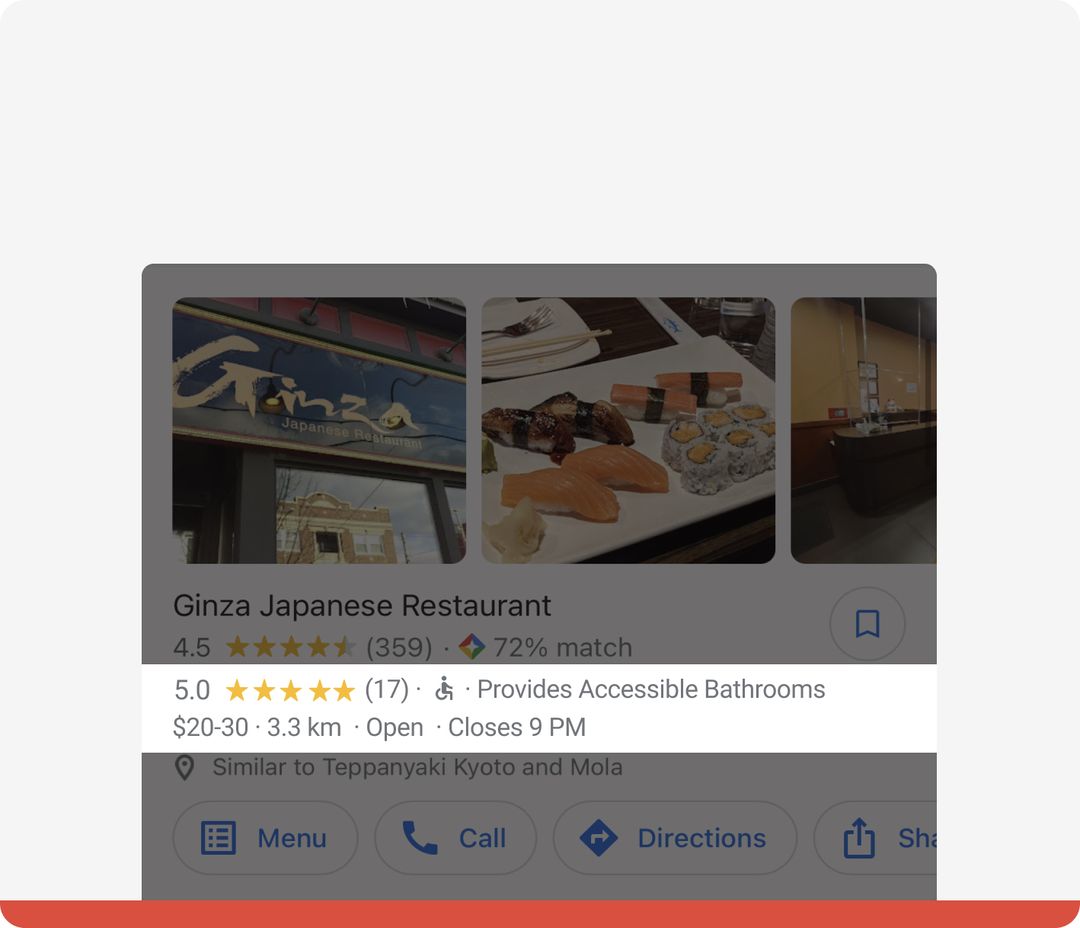 Ginza
Japanese Restaurant
Ginza Japanese Restaurant
4.5 (359) · 72% match
5.0 (17) · · Provides Accessible Bathrooms
$20-30 · 3.3 km · Open · Closes 9 PM
Similar to Teppanyaki Kyoto and Mola
Menu Call Directions Sha